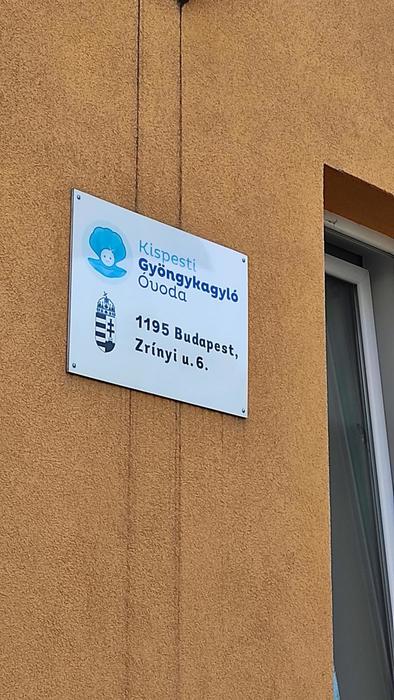 Kispesti
Gyöngykagyló
Óvoda
1195 Budapest,
Zrínyi u. 6.